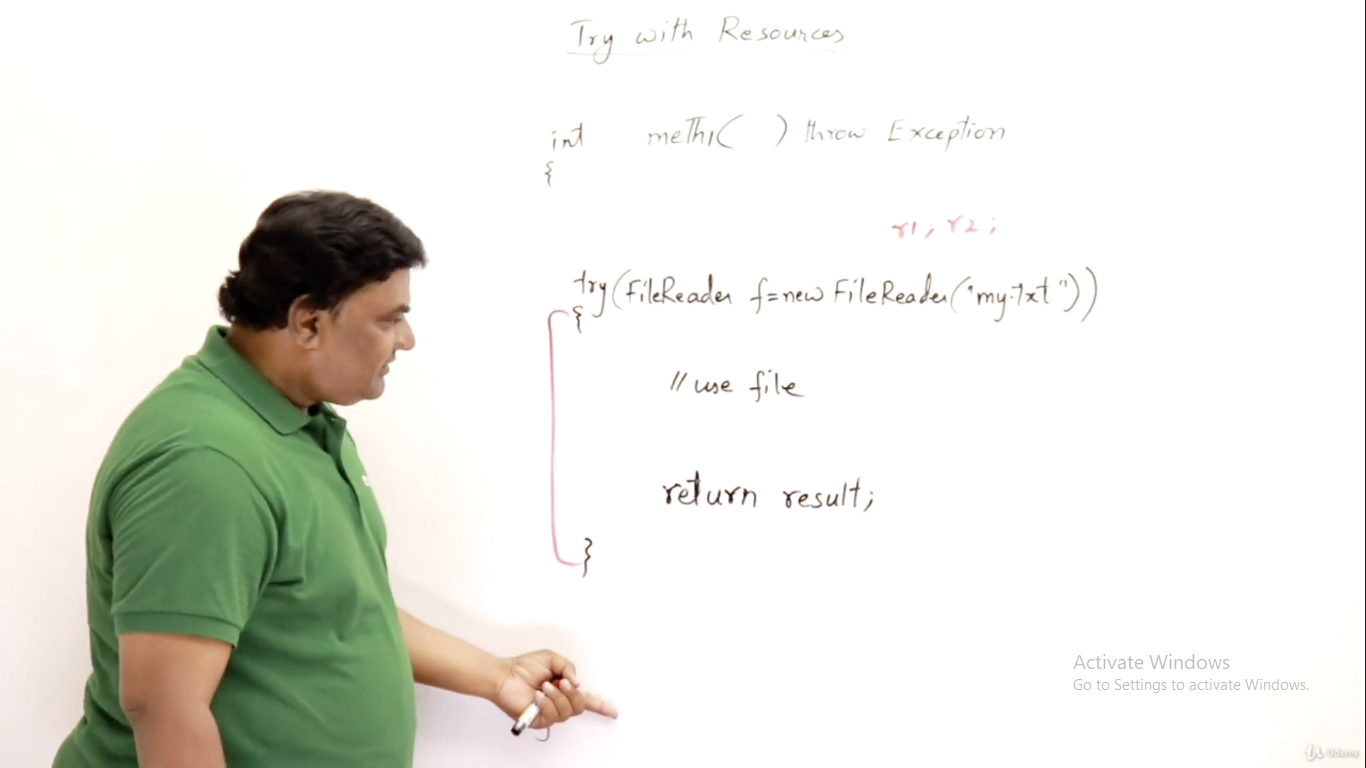 Try with Resources
int meth1( ) throw Exception
{
r1; r2;
try(FileReader f=new FileReader("my.txt"))
{
// use file
return result;
}
Activate Windows
Go to Settings to activate Windows.
Udemy